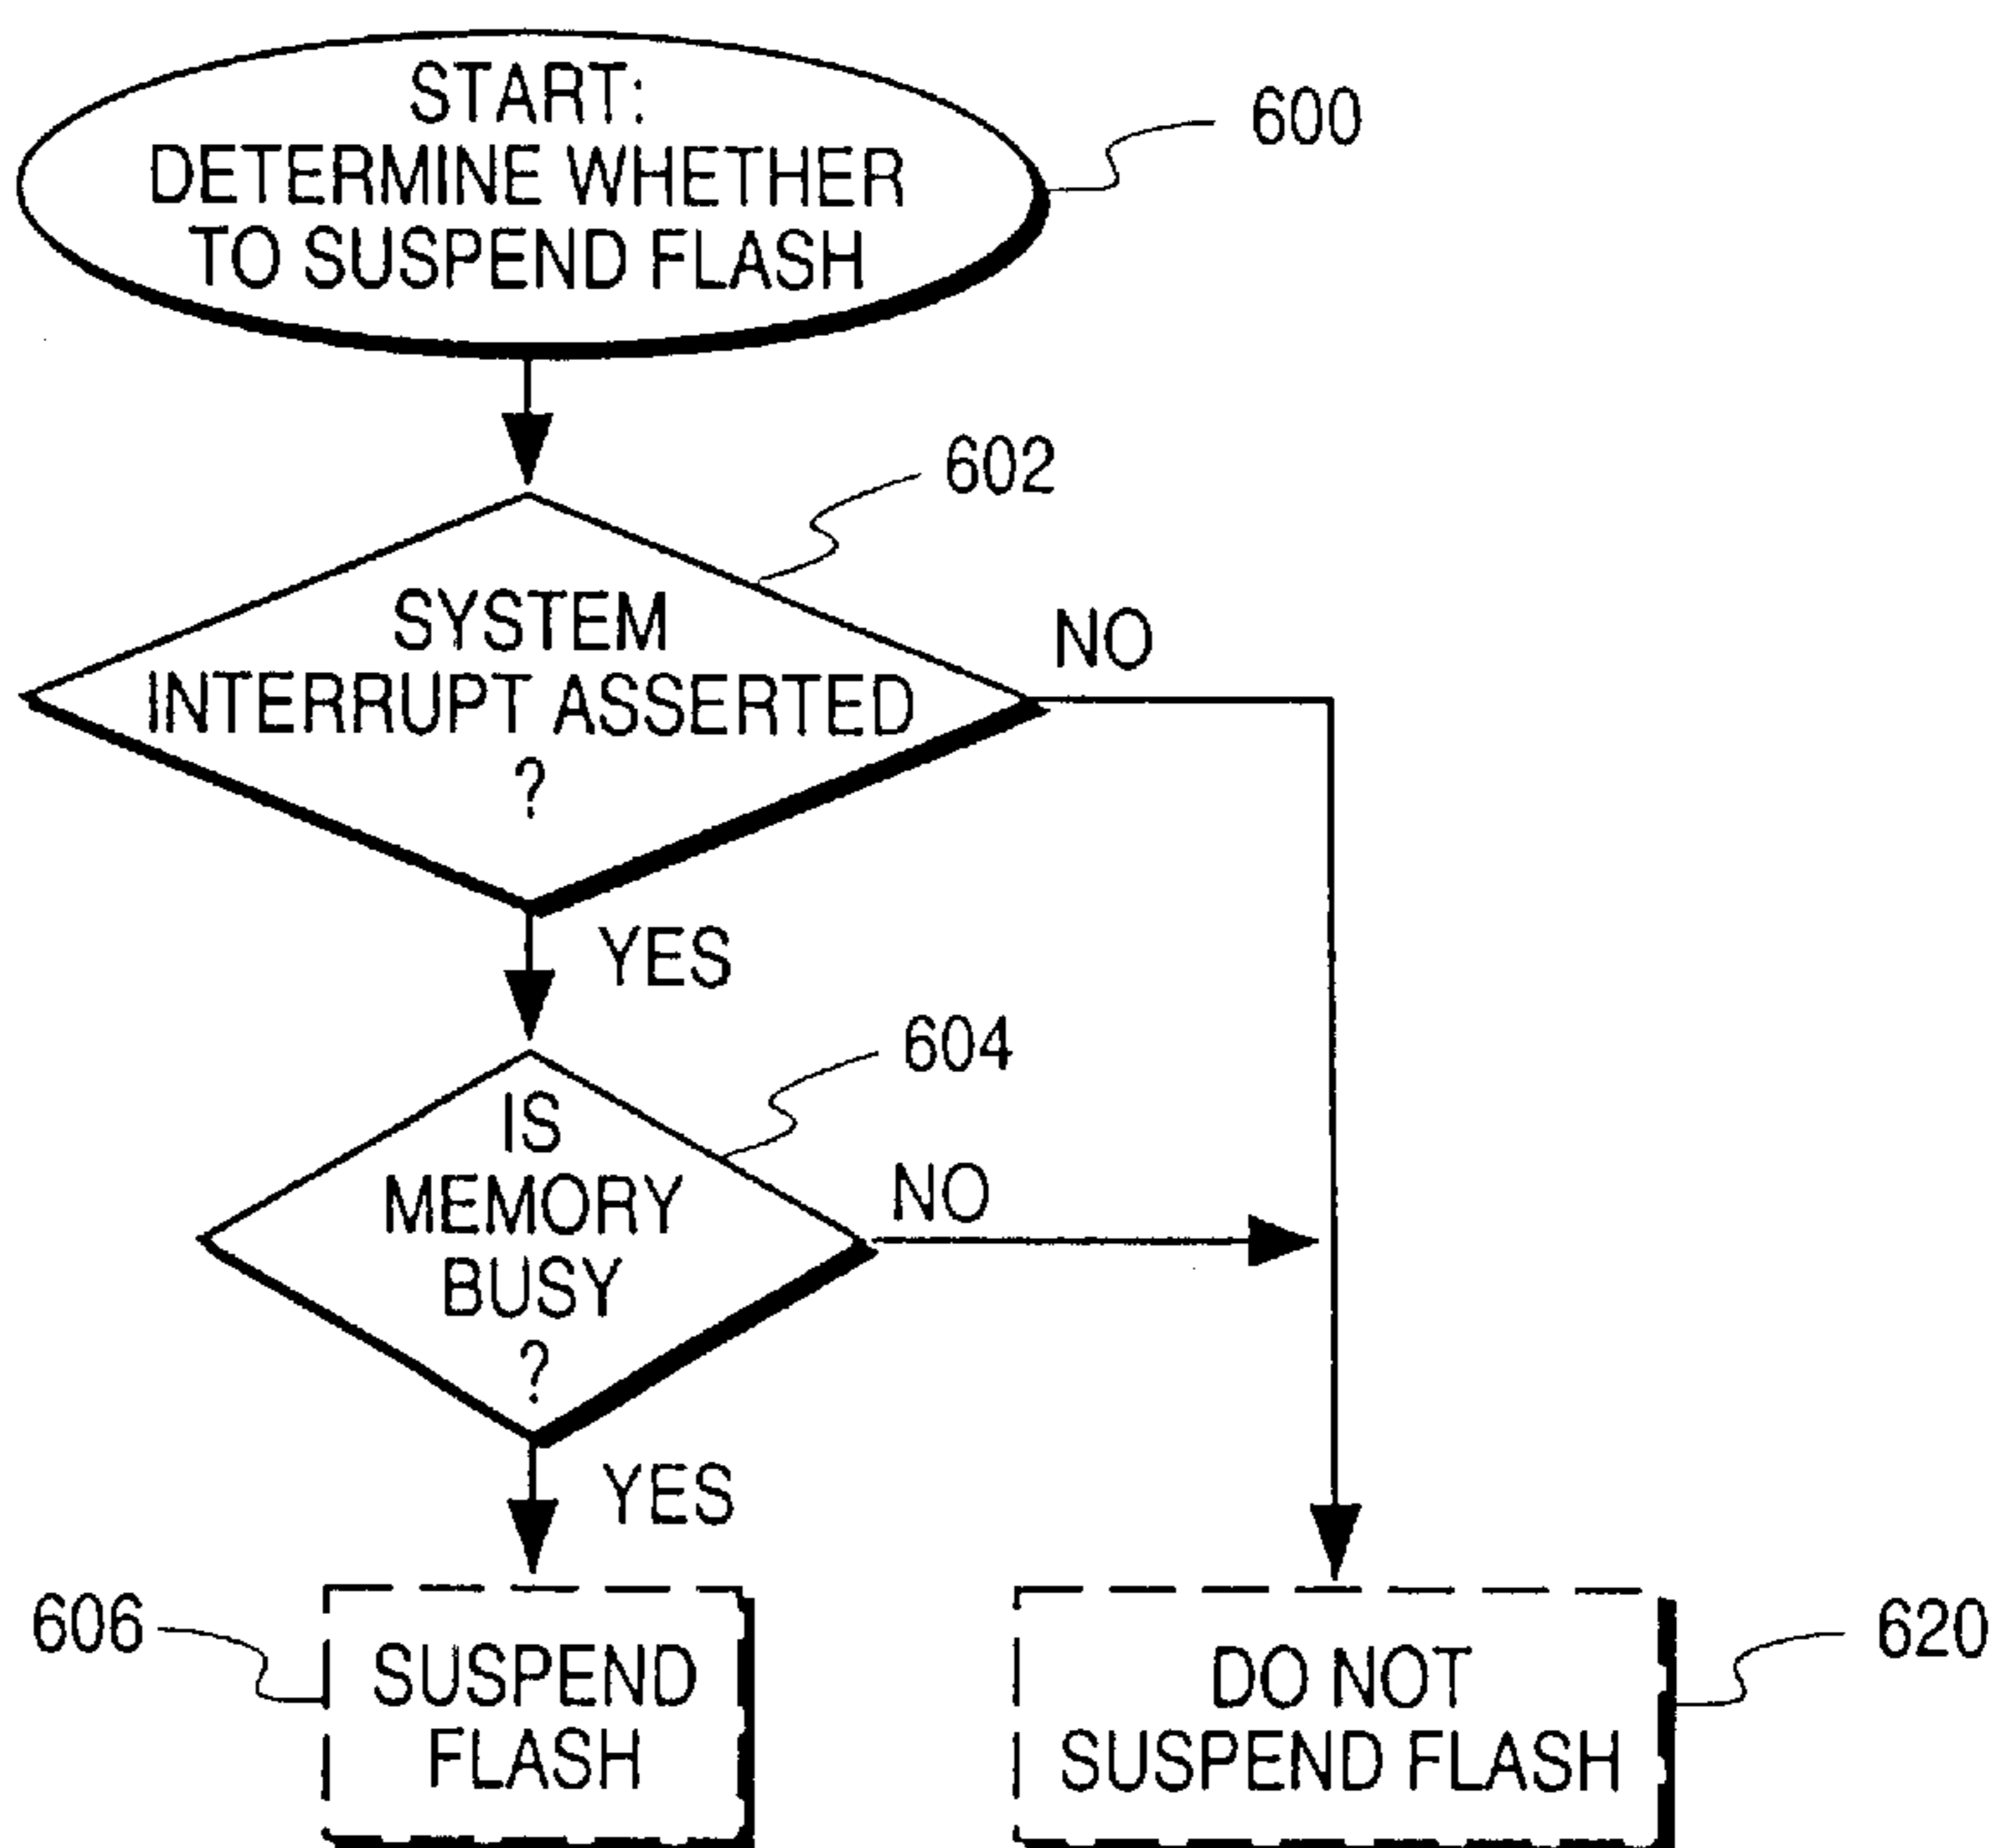 START:
DETERMINE WHETHER
TO SUSPEND FLASH
600
602
SYSTEM
INTERRUPT ASSERTED
?
NO
YES
604
IS
MEMORY
BUSY
?
NO
YES
606
SUSPEND
FLASH
DO NOT
SUSPEND FLASH
620